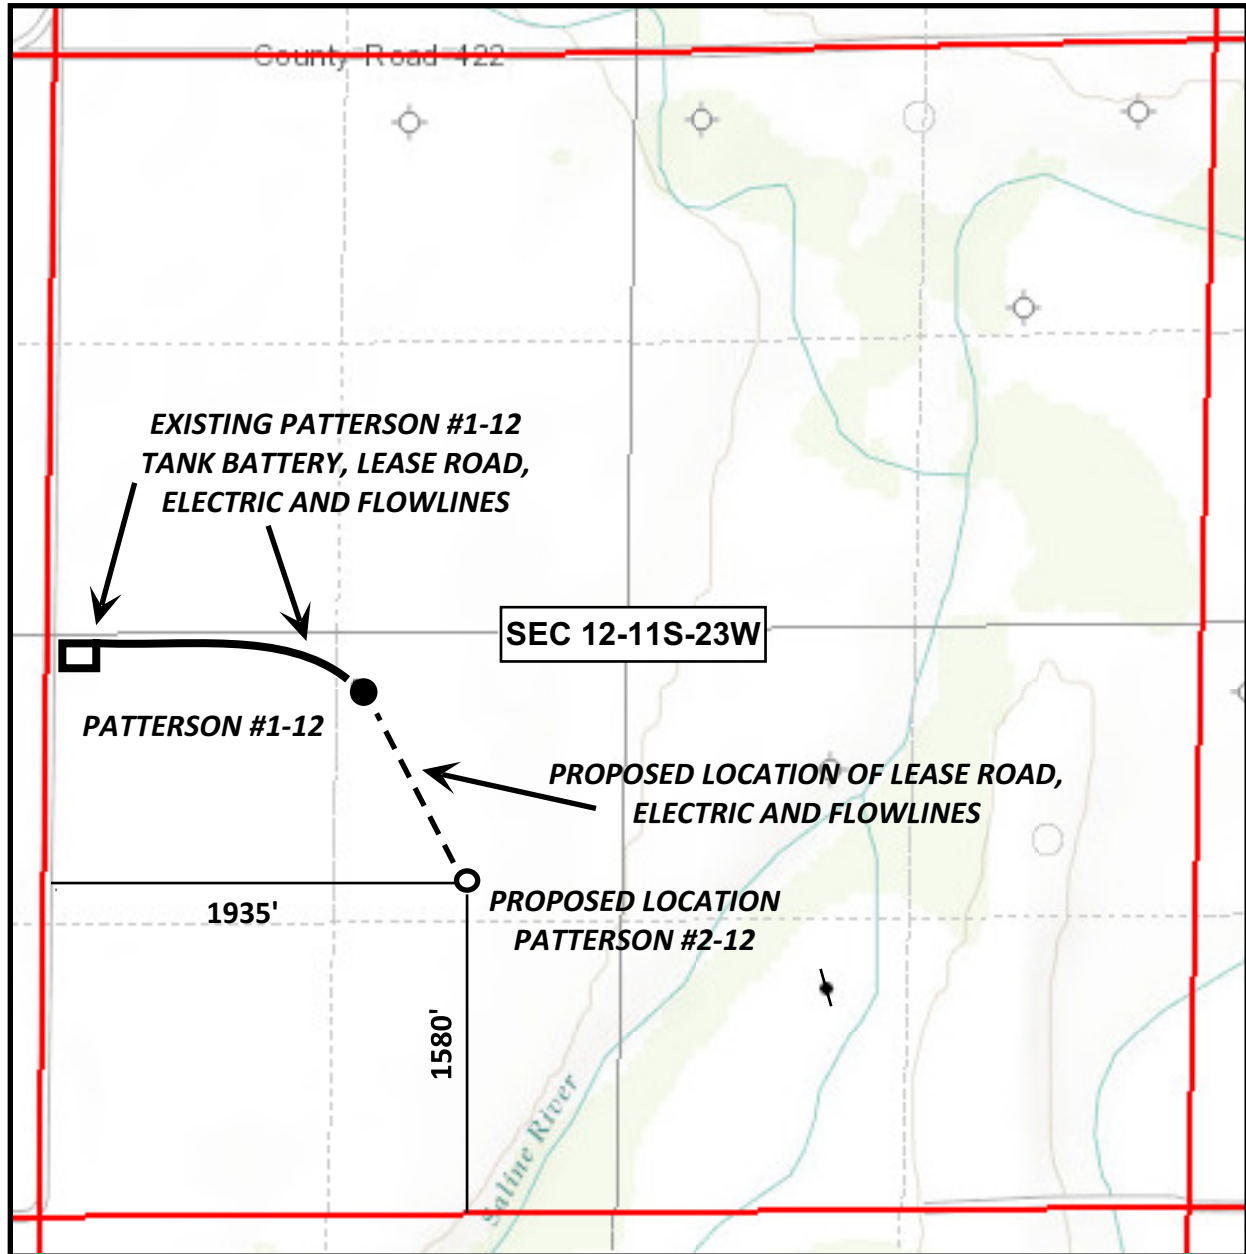 County Road 422
EXISTING PATTERSON #1-12
TANK BATTERY, LEASE ROAD,
ELECTRIC AND FLOWLINES
SEC 12-11S-23W
PATTERSON #1-12
PROPOSED LOCATION OF LEASE ROAD,
ELECTRIC AND FLOWLINES
1935'
PROPOSED LOCATION
PATTERSON #2-12
1580'
Saline River